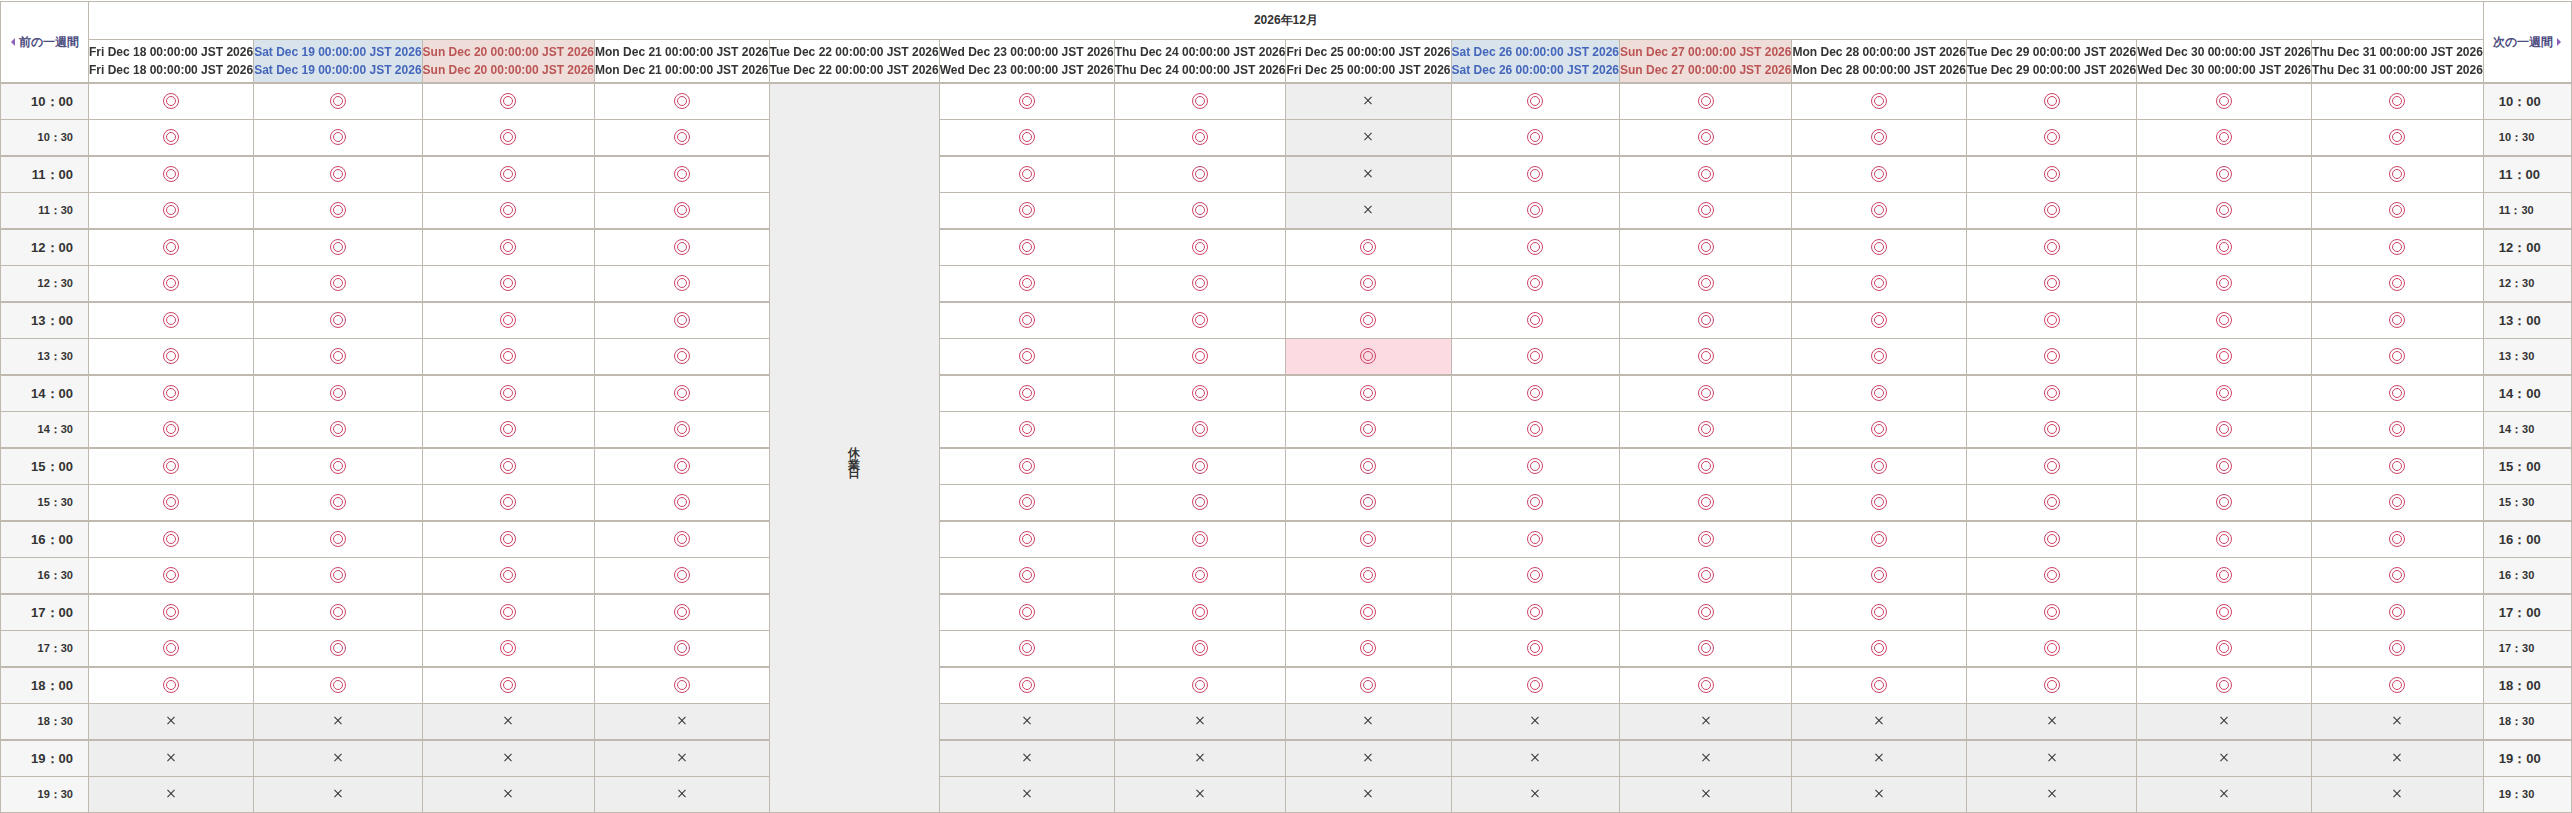 前の一週間
2026年12月
次の一週間
Fri Dec 18 00:00:00 JST 2026 Sat Dec 19 00:00:00 JST 2026 Sun Dec 20 00:00:00 JST 2026 Mon Dec 21 00:00:00 JST 2026 Tue Dec 22 00:00:00 JST 2026 Wed Dec 23 00:00:00 JST 2026 Thu Dec 24 00:00:00 JST 2026 Fri Dec 25 00:00:00 JST 2026 Sat Dec 26 00:00:00 JST 2026 Sun Dec 27 00:00:00 JST 2026 Mon Dec 28 00:00:00 JST 2026 Tue Dec 29 00:00:00 JST 2026 Wed Dec 30 00:00:00 JST 2026 Thu Dec 31 00:00:00 JST 2026
Fri Dec 18 00:00:00 JST 2026 Sat Dec 19 00:00:00 JST 2026 Sun Dec 20 00:00:00 JST 2026 Mon Dec 21 00:00:00 JST 2026 Tue Dec 22 00:00:00 JST 2026 Wed Dec 23 00:00:00 JST 2026 Thu Dec 24 00:00:00 JST 2026 Fri Dec 25 00:00:00 JST 2026 Sat Dec 26 00:00:00 JST 2026 Sun Dec 27 00:00:00 JST 2026 Mon Dec 28 00:00:00 JST 2026 Tue Dec 29 00:00:00 JST 2026 Wed Dec 30 00:00:00 JST 2026 Thu Dec 31 00:00:00 JST 2026
10：00 ◎ ◎ ◎ ◎ ◎ ◎ × ◎ ◎ ◎ ◎ ◎ ◎ 10：00
10：30 ◎ ◎ ◎ ◎ ◎ ◎ × ◎ ◎ ◎ ◎ ◎ ◎ 10：30
11：00 ◎ ◎ ◎ ◎ ◎ ◎ × ◎ ◎ ◎ ◎ ◎ ◎ 11：00
11：30 ◎ ◎ ◎ ◎ ◎ ◎ × ◎ ◎ ◎ ◎ ◎ ◎ 11：30
12：00 ◎ ◎ ◎ ◎ ◎ ◎ ◎ ◎ ◎ ◎ ◎ ◎ ◎ 12：00
12：30 ◎ ◎ ◎ ◎ ◎ ◎ ◎ ◎ ◎ ◎ ◎ ◎ ◎ 12：30
13：00 ◎ ◎ ◎ ◎ ◎ ◎ ◎ ◎ ◎ ◎ ◎ ◎ ◎ 13：00
13：30 ◎ ◎ ◎ ◎ ◎ ◎ ◎ ◎ ◎ ◎ ◎ ◎ ◎ 13：30
14：00 ◎ ◎ ◎ ◎ ◎ ◎ ◎ ◎ ◎ ◎ ◎ ◎ ◎ 14：00
14：30 ◎ ◎ ◎ ◎ ◎ ◎ ◎ ◎ ◎ ◎ ◎ ◎ ◎ 14：30
休業日
15：00 ◎ ◎ ◎ ◎ ◎ ◎ ◎ ◎ ◎ ◎ ◎ ◎ ◎ 15：00
15：30 ◎ ◎ ◎ ◎ ◎ ◎ ◎ ◎ ◎ ◎ ◎ ◎ ◎ 15：30
16：00 ◎ ◎ ◎ ◎ ◎ ◎ ◎ ◎ ◎ ◎ ◎ ◎ ◎ 16：00
16：30 ◎ ◎ ◎ ◎ ◎ ◎ ◎ ◎ ◎ ◎ ◎ ◎ ◎ 16：30
17：00 ◎ ◎ ◎ ◎ ◎ ◎ ◎ ◎ ◎ ◎ ◎ ◎ ◎ 17：00
17：30 ◎ ◎ ◎ ◎ ◎ ◎ ◎ ◎ ◎ ◎ ◎ ◎ ◎ 17：30
18：00 ◎ ◎ ◎ ◎ ◎ ◎ ◎ ◎ ◎ ◎ ◎ ◎ ◎ 18：00
18：30 × × × × × × × × × × × × × 18：30
19：00 × × × × × × × × × × × × × 19：00
19：30 × × × × × × × × × × × × × 19：30